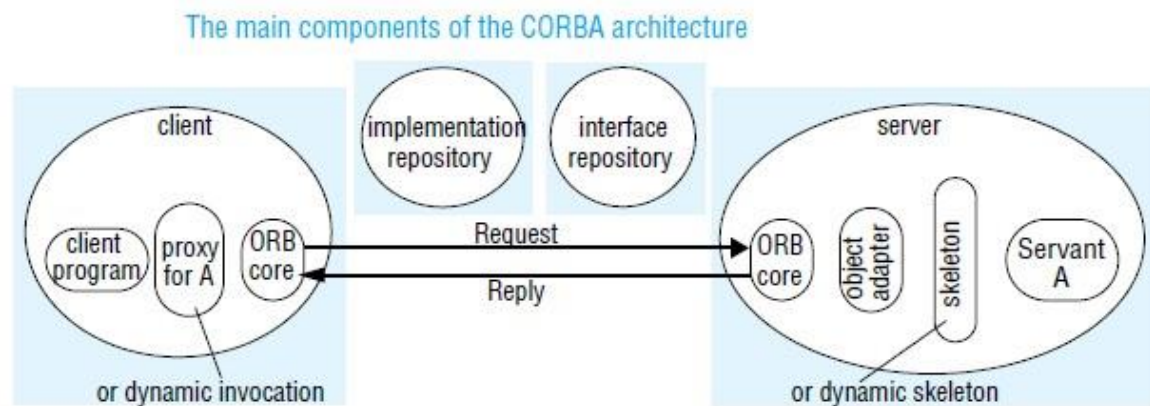 The main components of the CORBA architecture
client
implementation
repository
interface
repository
server
client
program
proxy
for A
ORB
core
Request
Reply
ORB
core
object
adapter
skeleton
Servant
A
or dynamic invocation
or dynamic skeleton